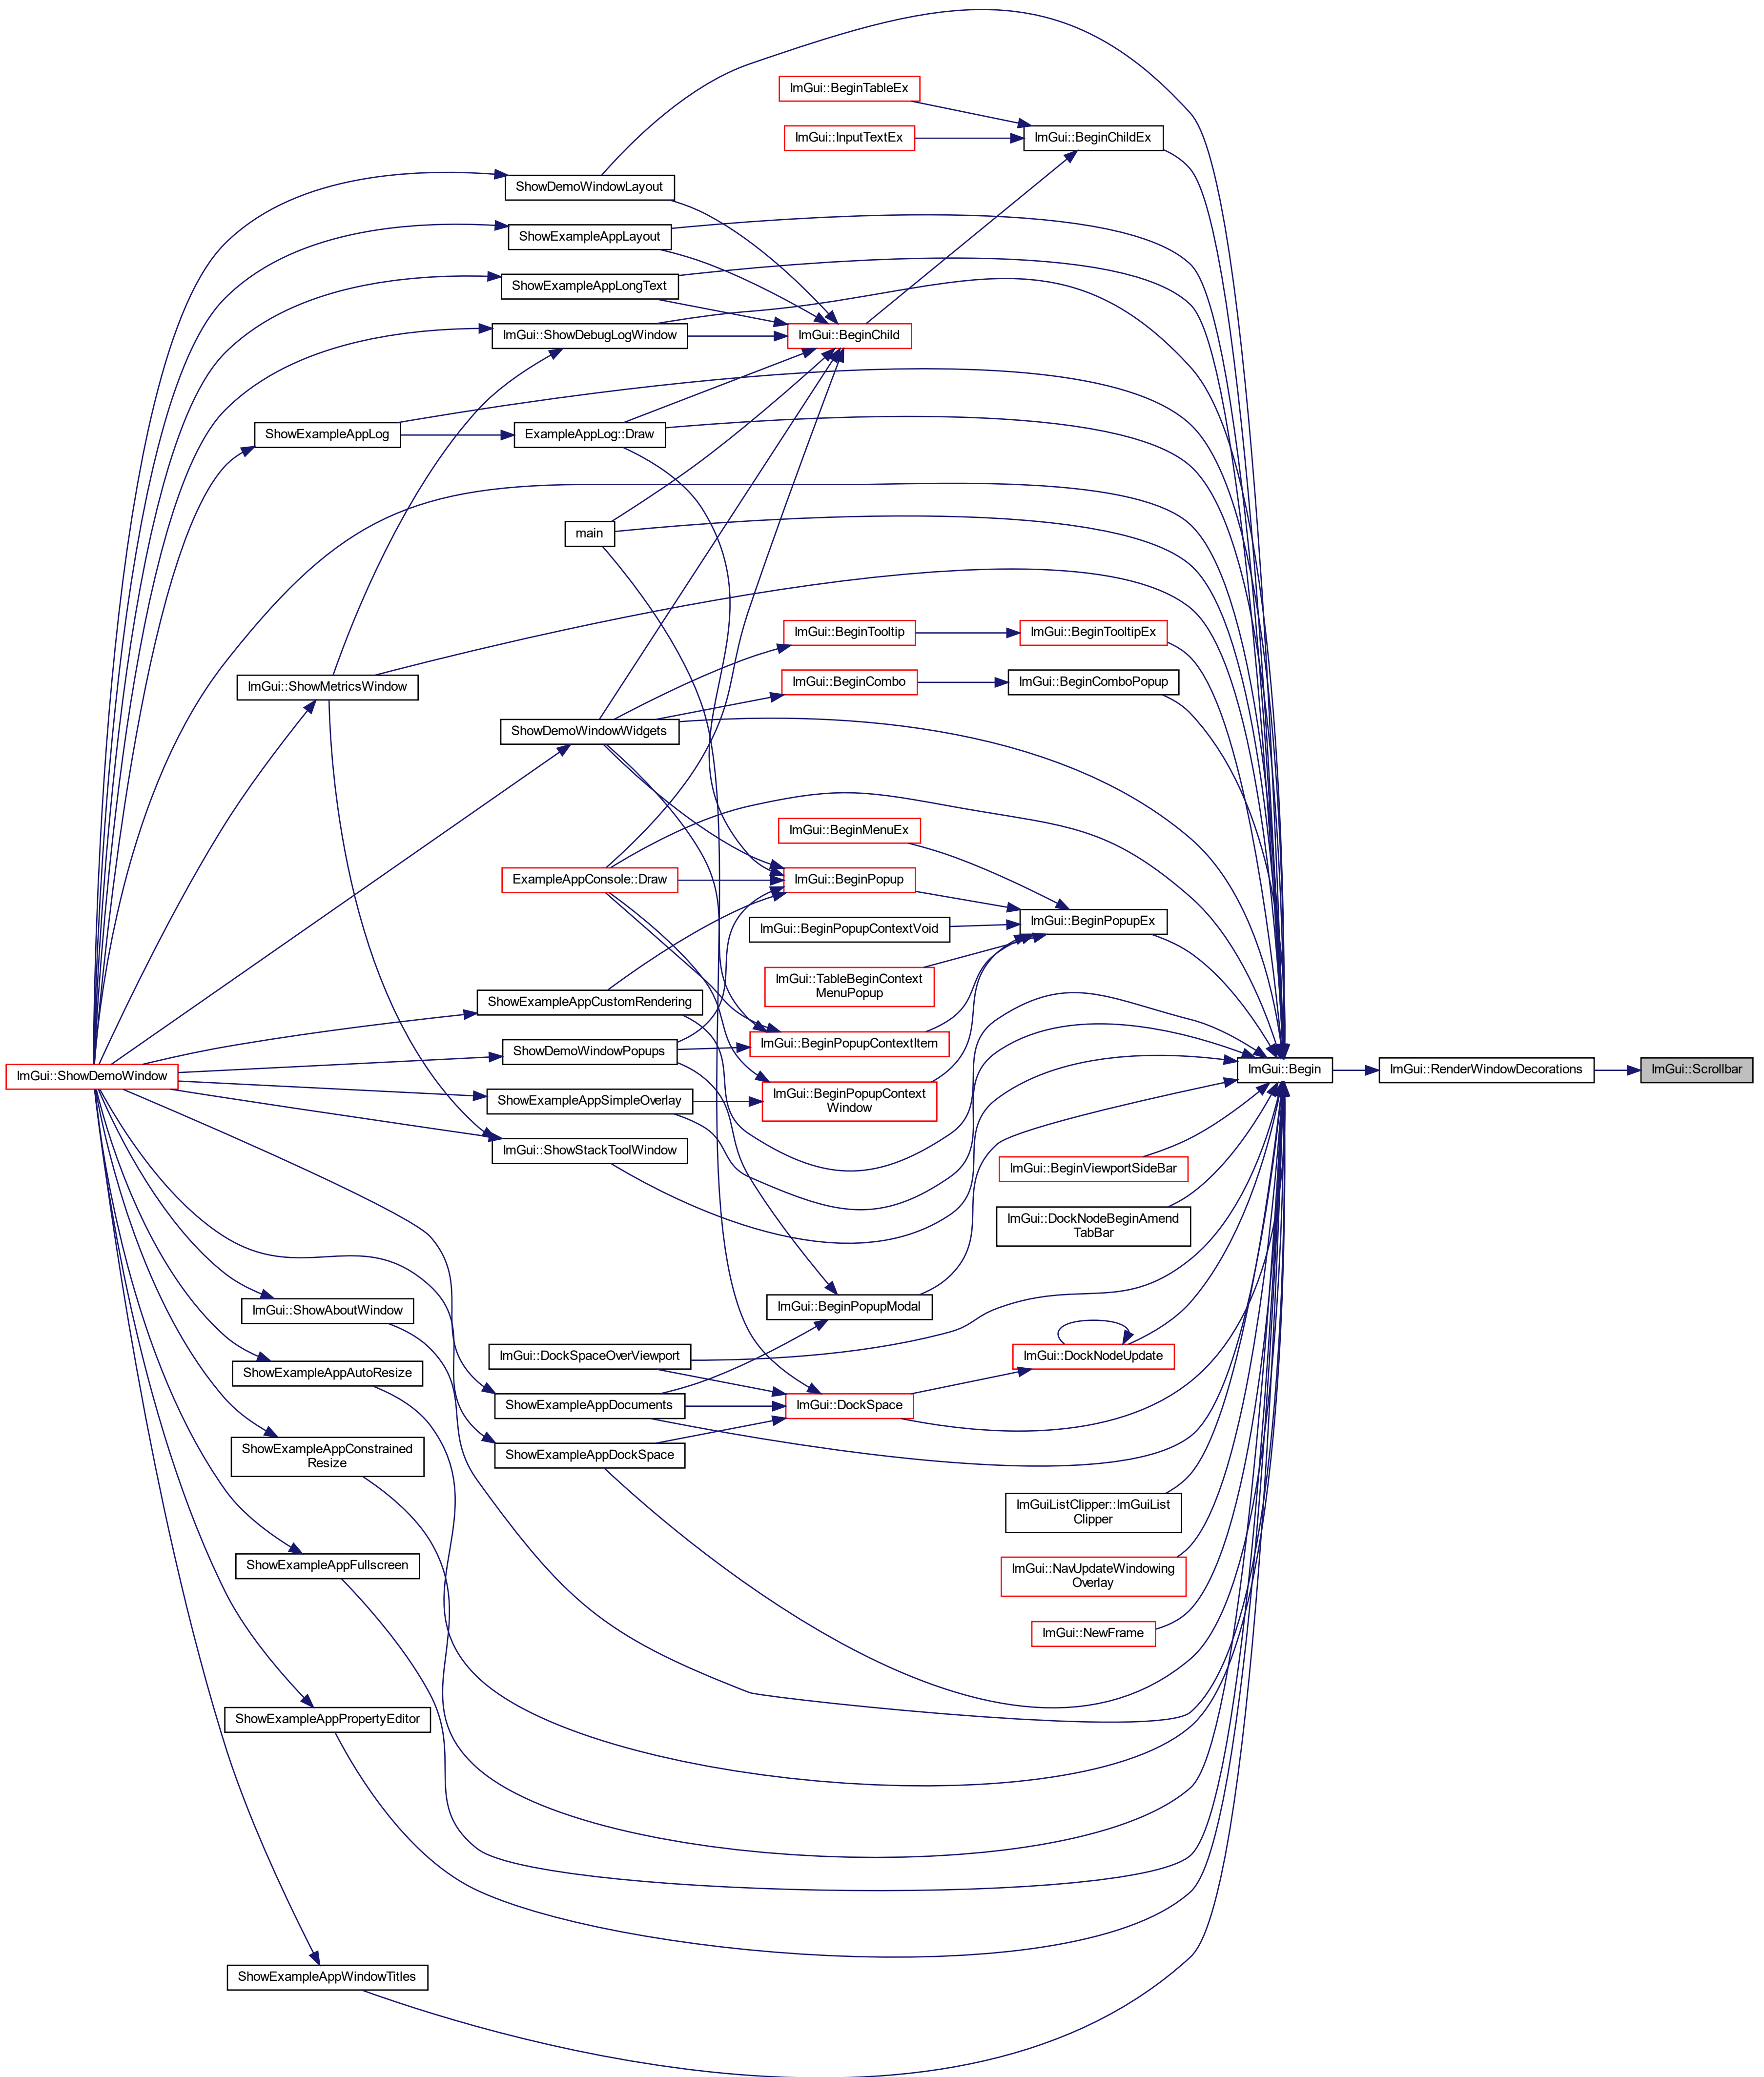 ImGui::BeginTableEx
ImGui::InputTextEx
ImGui::BeginChildEx
ShowDemoWindowLayout
ShowExampleAppLayout
ShowExampleAppLongText
ImGui::ShowDebugLogWindow
ImGui::BeginChild
ShowExampleAppLog
ExampleAppLog::Draw
main
ImGui::BeginTooltip
ImGui::BeginTooltipEx
ImGui::ShowMetricsWindow
ImGui::BeginCombo
ImGui::BeginComboPopup
ShowDemoWindowWidgets
ImGui::BeginMenuEx
ExampleAppConsole::Draw
ImGui::BeginPopup
ImGui::BeginPopupContextVoid
ImGui::BeginPopupEx
ImGui::TableBeginContext
MenuPopup
ShowExampleAppCustomRendering
ShowDemoWindowPopups
ImGui::BeginPopupContextItem
ImGui::ShowDemoWindow
ImGui::Begin
ImGui::RenderWindowDecorations
ImGui::Scrollbar
ShowExampleAppSimpleOverlay
ImGui::BeginPopupContext
Window
ImGui::ShowStackToolWindow
ImGui::BeginViewportSideBar
ImGui::DockNodeBeginAmend
TabBar
ImGui::ShowAboutWindow
ImGui::BeginPopupModal
ImGui::DockSpaceOverViewport
ImGui::DockNodeUpdate
ShowExampleAppAutoResize
ShowExampleAppDocuments
ImGui::DockSpace
ShowExampleAppConstrained
Resize
ShowExampleAppDockSpace
ImGuiListClipper::ImGuiList
Clipper
ShowExampleAppFullscreen
ImGui::NavUpdateWindowing
Overlay
ImGui::NewFrame
ShowExampleAppPropertyEditor
ShowExampleAppWindowTitles